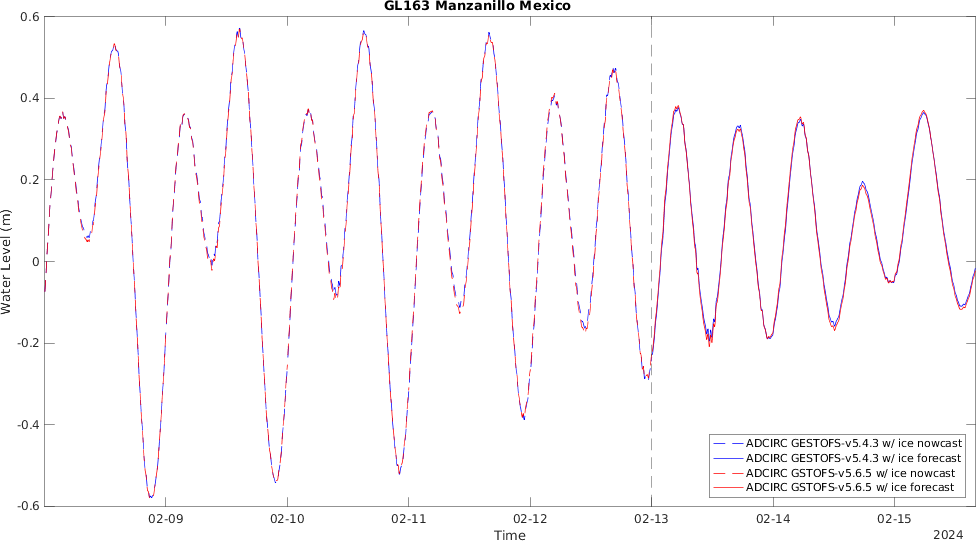 GL163 Manzanillo Mexico
0.6
0.4
0.2
0
-0.2
-0.4
-0.6
Water Level (m)
ADCIRC GESTOFS-v5.4.3 w/ ice nowcast
ADCIRC GESTOFS-v5.4.3 w/ ice forecast
ADCIRC GSTOFS-v5.6.5 w/ ice nowcast
ADCIRC GSTOFS-v5.6.5 w/ ice forecast
02-09 02-10 02-11 02-12 02-13 02-14 02-15
Time
2024